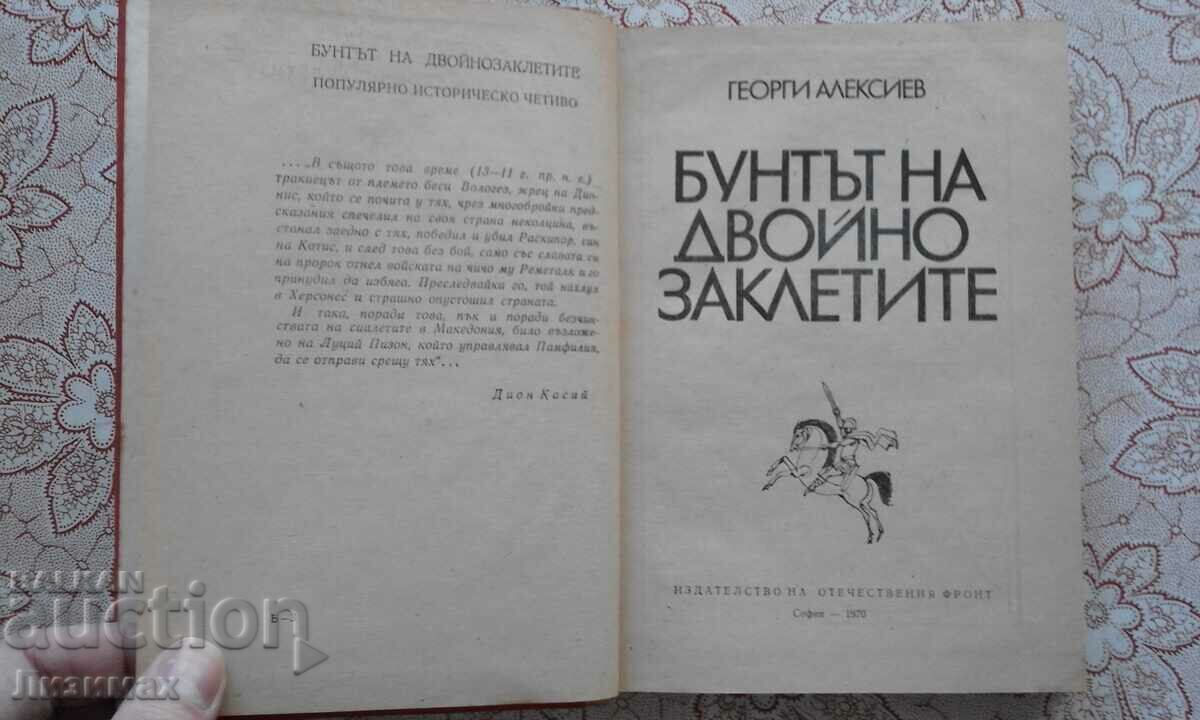 БУНТЪТ НА ДВОЙНОЗАКЛЕТИТЕ
ПОПУЛЯРНО ИСТОРИЧЕСКО ЧЕТИВО
...„В същото това време (13—11 г. пр. н. е.)
тракиецът от племето беси Вологез, жрец на Дио-
нис, който се почита у тях, чрез многобройки пред-
сказания спечелил на своя страна неколцина, въ-
станал заедно с тях, победил и убил Раскипор, син
на Котис, и след това без бой, само със славата си
на пророк отнел войската на чичо му Реметалк и го
принудил да избяга. Преследвайки го, той нахлул
в Херсонес и страшно опустошил страната.
И така, поради това, пък и поради безчин-
ствата на сиалетите в Македония, било възложе-
но на Луций Пизон, който управлявал Памфилия,
да се отправи срещу тях“...
Дион Касий
ГЕОРГИ АЛЕКСИЕВ
БУНТЪТ НА
ДВОЙНО
ЗАКЛЕТИТЕ
ИЗДАТЕЛСТВО НА ОТЕЧЕСТВЕНИЯ ФРОНТ
София — 1970
BALKAN
auction
Лизимах